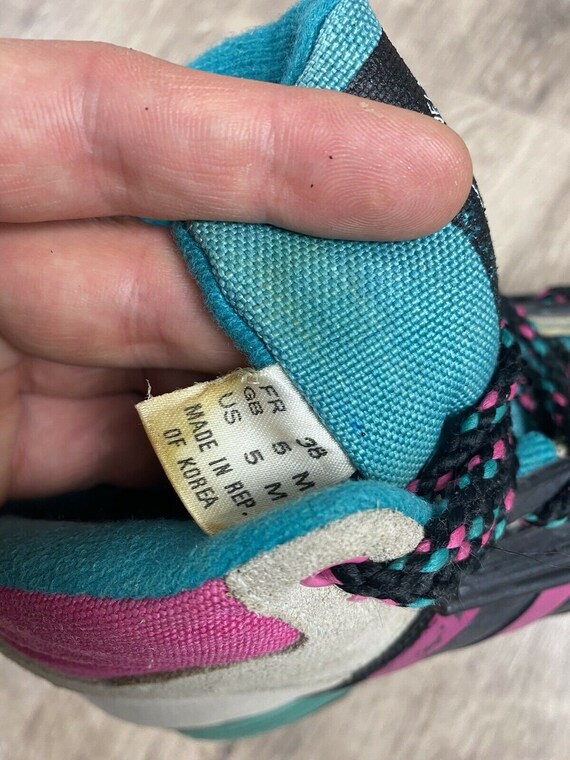 FR 38
GB 5 M
US 5 M
MADE IN REP.
OF KOREA